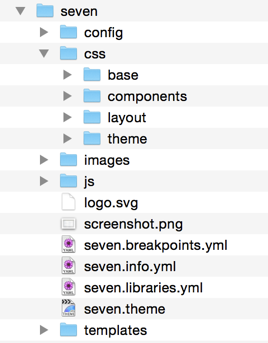 seven
config
css
base
components
layout
theme
images
js
logo.svg
screenshot.png
seven.breakpoints.yml
seven.info.yml
seven.libraries.yml
seven.theme
templates